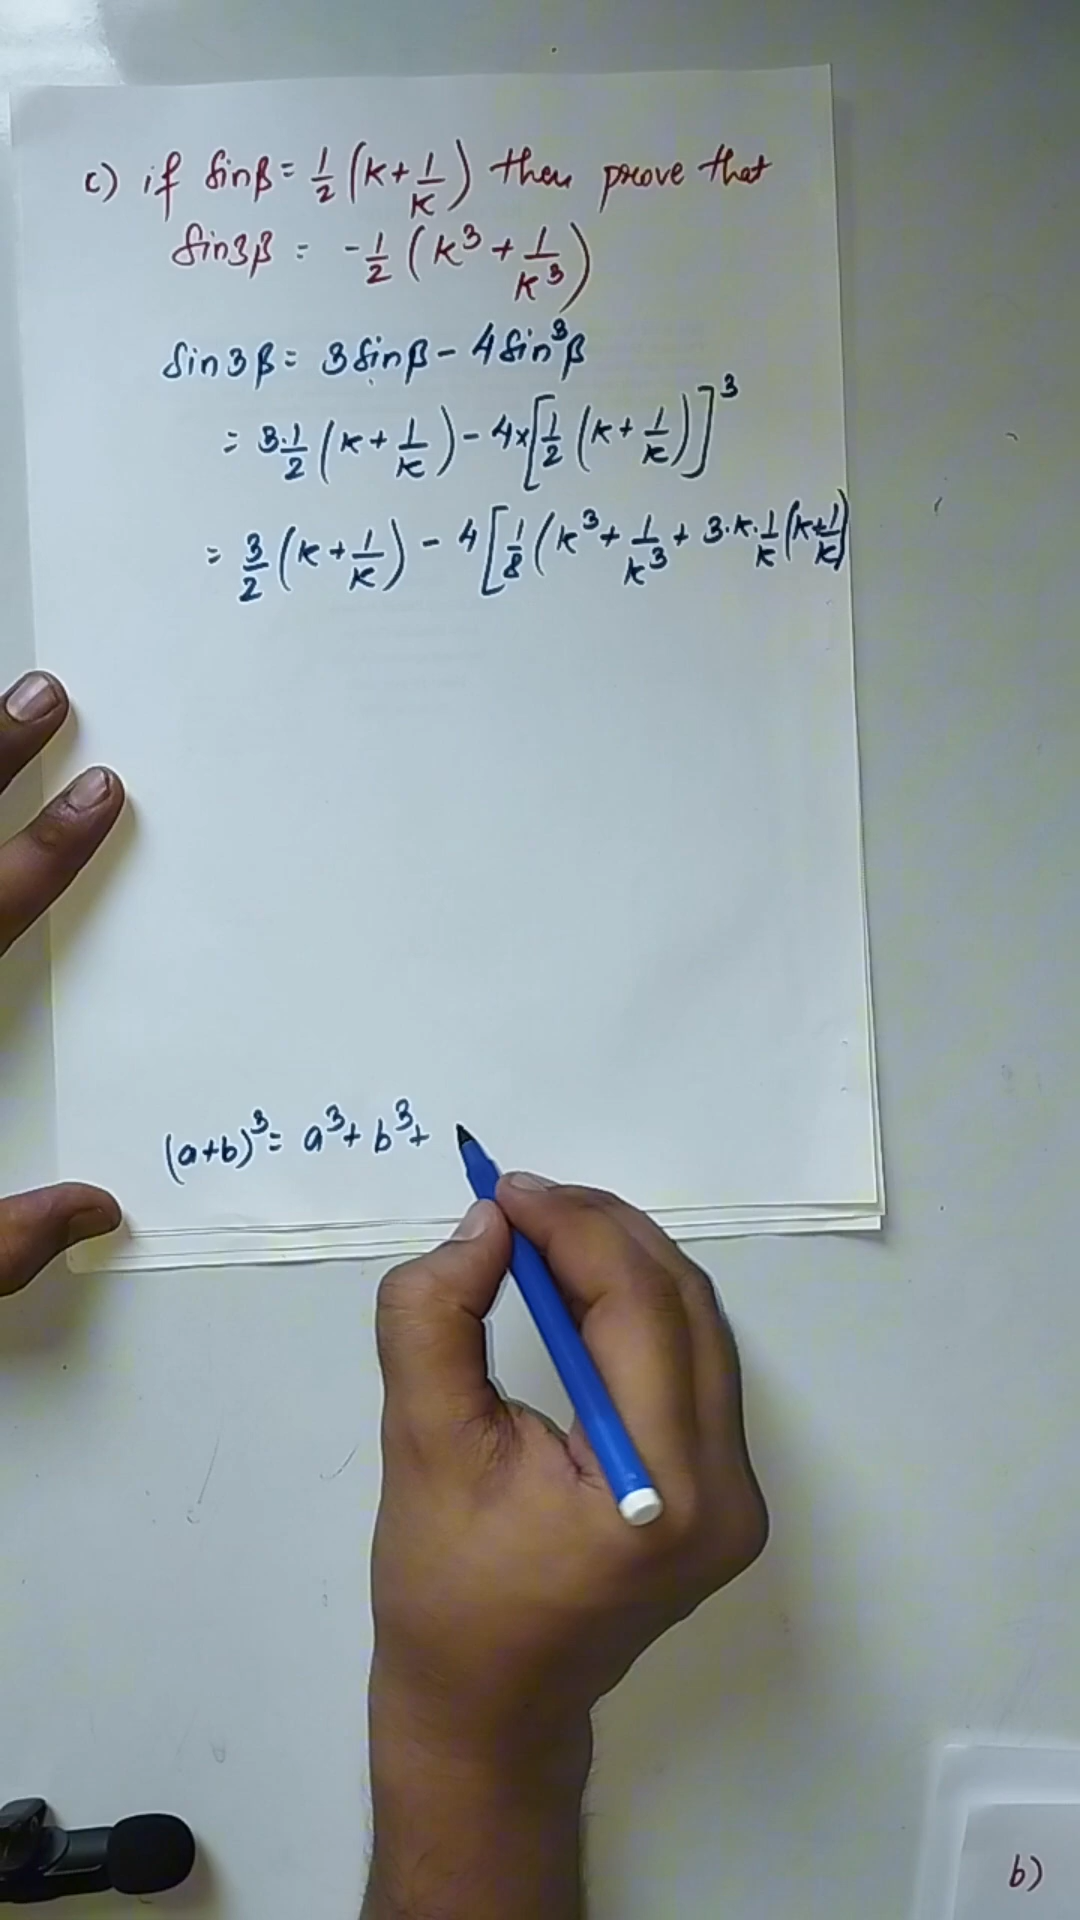 c) if sinβ = 1/2 (K + 1/K) then prove that
sin3β = -1/2 (K³ + 1/K³)
sin3β = 3sinβ - 4sin³β
= 3·1/2 (K + 1/K) - 4×[1/2 (K + 1/K)]³
= 3/2 (K + 1/K) - 4[1/8 (K³ + 1/K³ + 3·K·1/K (K + 1/K)
(a+b)³ = a³ + b³ +
b)